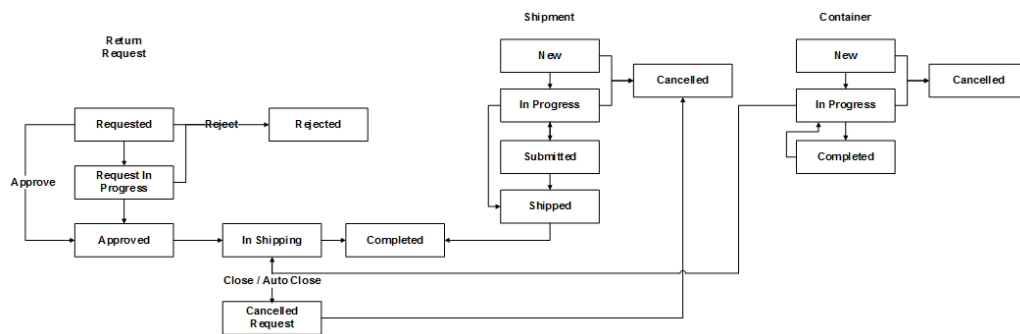 Shipment
Container
Return
Request
New
New
Cancelled
Cancelled
In Progress
In Progress
Requested
Reject
Rejected
Submitted
Completed
Request In
Progress
Approve
Shipped
Approved
In Shipping
Completed
Close / Auto Close
Cancelled
Request